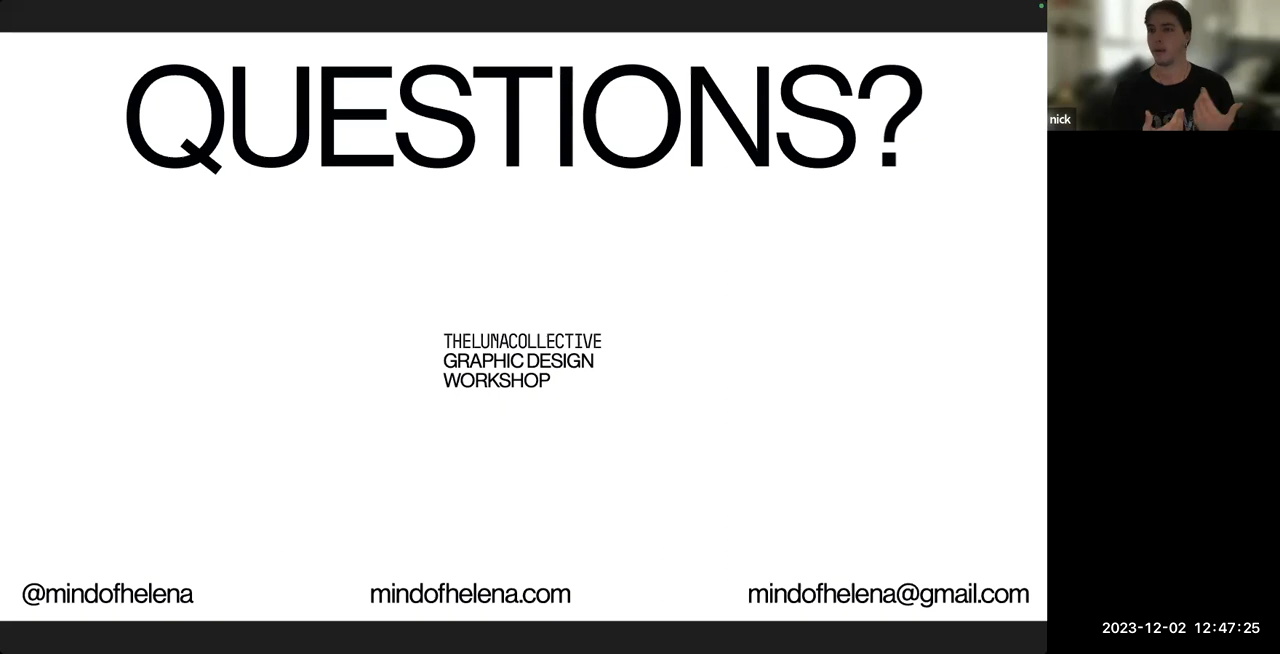 QUESTIONS?
nick
THELUNACOLLECTIVE
GRAPHIC DESIGN
WORKSHOP
@mindofhelena
mindofhelena.com
mindofhelena@gmail.com
2023-12-02 12:47:25